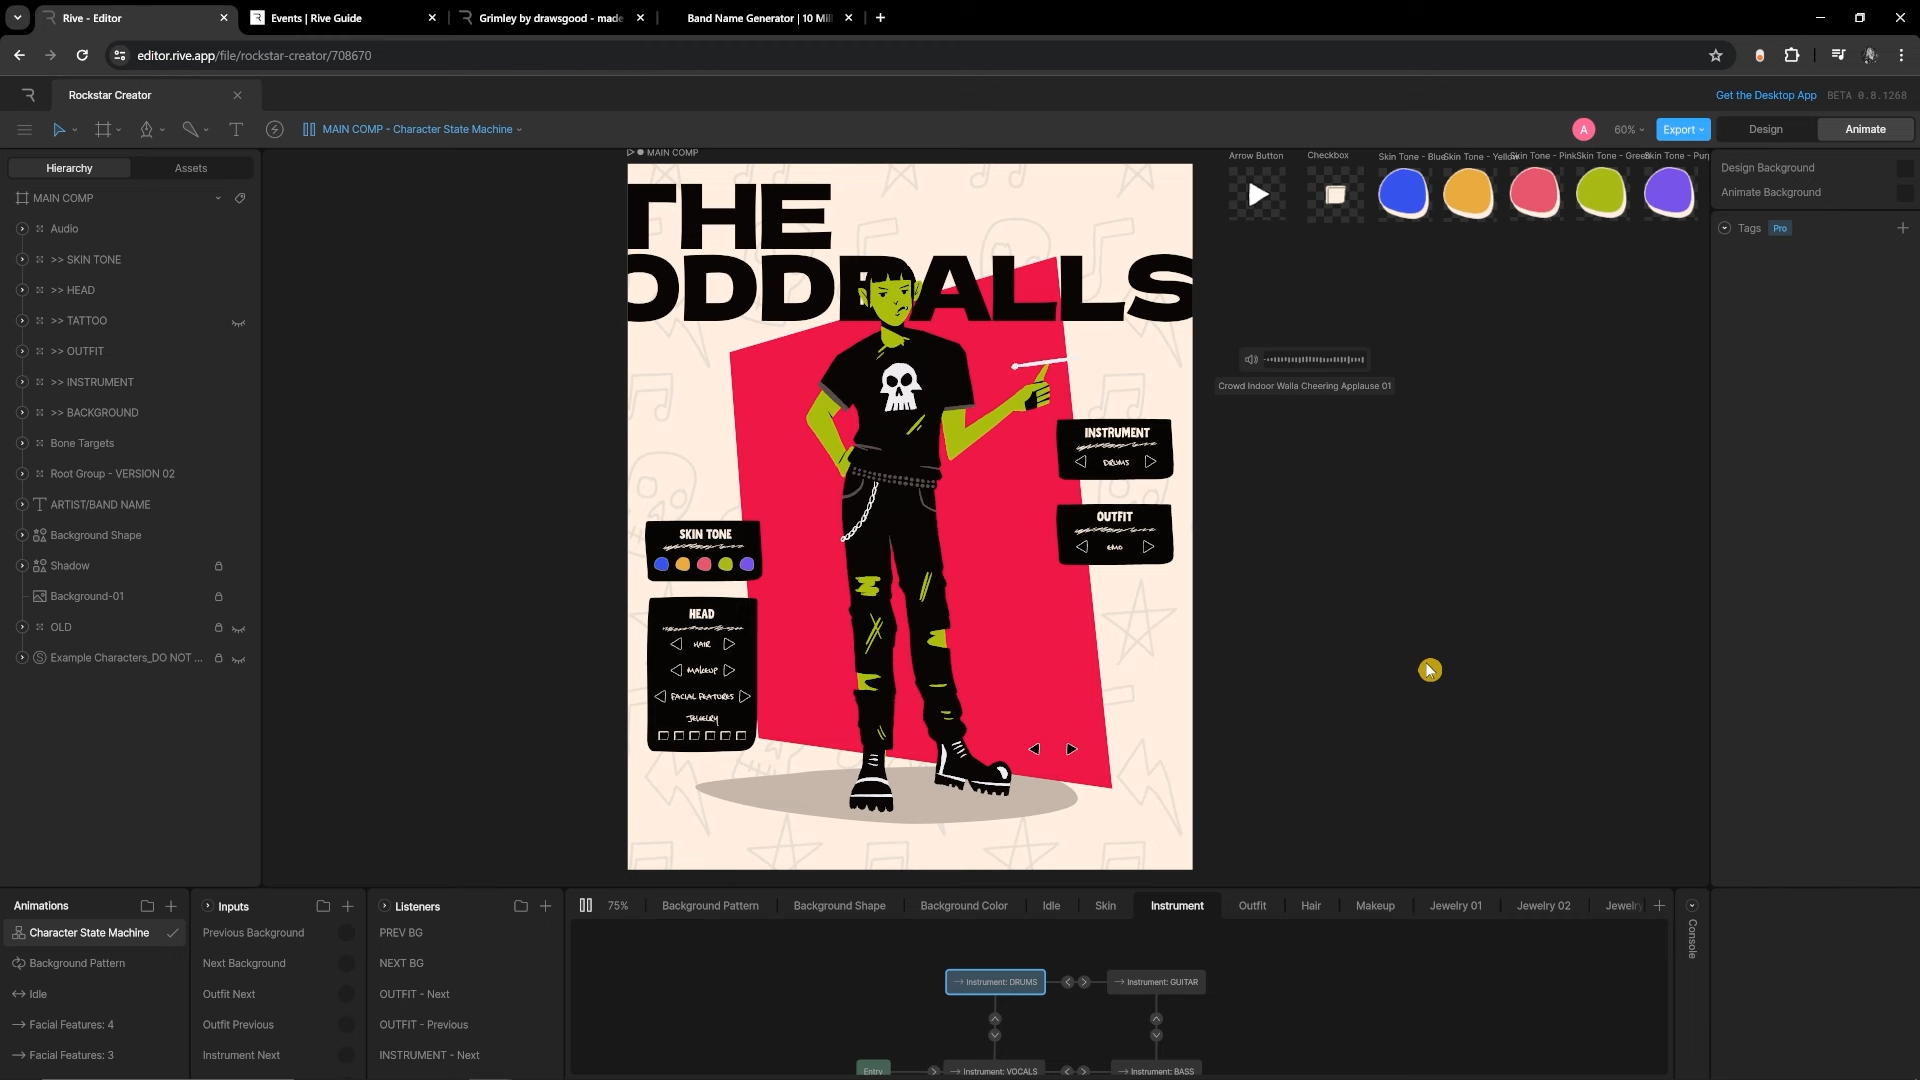 Rive - Editor
Events | Rive Guide
Grimley by drawsgood - made
Band Name Generator | 10 Mil
editor.rive.app/file/rockstar-creator/708670
Rockstar Creator
Get the Desktop App
BETA 0.8.1268
MAIN COMP - Character State Machine
A
60%
Export
Design
Animate
Hierarchy
Assets
MAIN COMP
Audio
>> SKIN TONE
>> HEAD
>> TATTOO
>> OUTFIT
>> INSTRUMENT
>> BACKGROUND
Bone Targets
Root Group - VERSION 02
ARTIST/BAND NAME
Background Shape
Shadow
Background-01
OLD
Example Characters_DO NOT ...
MAIN COMP
THE
ODDBALLS
SKIN TONE
HEAD
HAIR
MAKEUP
FACIAL FEATURES
JEWELRY
INSTRUMENT
DRUMS
OUTFIT
EMO
Arrow Button
Checkbox
Skin Tone - Blue
Skin Tone - Yellow
Skin Tone - Pink
Skin Tone - Green
Skin Tone - Purp
Crowd Indoor Walla Cheering Applause 01
Design Background
Animate Background
Tags
Pro
Animations
Character State Machine
Background Pattern
Idle
Facial Features: 4
Facial Features: 3
Inputs
Previous Background
Next Background
Outfit Next
Outfit Previous
Instrument Next
Listeners
PREV BG
NEXT BG
OUTFIT - Next
OUTFIT - Previous
INSTRUMENT - Next
75%
Background Pattern
Background Shape
Background Color
Idle
Skin
Instrument
Outfit
Hair
Makeup
Jewelry 01
Jewelry 02
Jewelry
Instrument: DRUMS
Instrument: GUITAR
Entry
Instrument: VOCALS
Instrument: BASS
Console